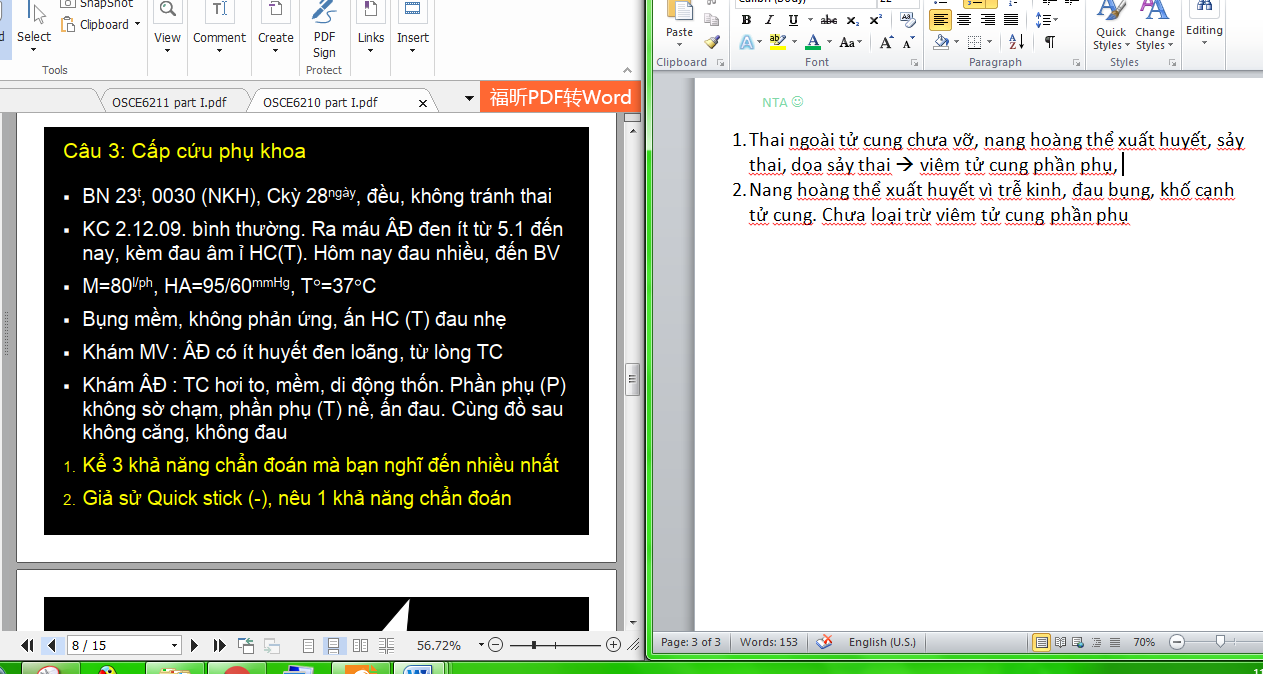 SnapShot
Select
Clipboard
View
Comment
Create
PDF
Sign
Links
Insert
Tools
Protect
OSCE6211 part I.pdf
OSCE6210 part I.pdf
福昕PDF转Word
Câu 3: Cấp cứu phụ khoa
▪ BN 23t, 0030 (NKH), Ckỳ 28ngày, đều, không tránh thai
▪ KC 2.12.09. bình thường. Ra máu ÂĐ đen ít từ 5.1 đến
nay, kèm đau âm ỉ HC(T). Hôm nay đau nhiều, đến BV
▪ M=80l/ph, HA=95/60mmHg, T°=37°C
▪ Bụng mềm, không phản ứng, ấn HC (T) đau nhẹ
▪ Khám MV : ÂĐ có ít huyết đen loãng, từ lòng TC
▪ Khám ÂĐ : TC hơi to, mềm, di động thốn. Phần phụ (P)
không sờ chạm, phần phụ (T) nề, ấn đau. Cùng đồ sau
không căng, không đau
1. Kể 3 khả năng chẩn đoán mà bạn nghĩ đến nhiều nhất
2. Giả sử Quick stick (-), nêu 1 khả năng chẩn đoán
8 / 15
56.72%
Paste
Clipboard
B I U abc x₂ x²
A ab A Aa A A
Font
Paragraph
Quick
Styles
Change
Styles
Styles
Editing
NTA ☺
1. Thai ngoài tử cung chưa vỡ, nang hoàng thể xuất huyết, sảy
thai, dọa sảy thai → viêm tử cung phần phụ,
2. Nang hoàng thể xuất huyết vì trễ kinh, đau bụng, khố cạnh
tử cung. Chưa loại trừ viêm tử cung phần phụ
Page: 3 of 3
Words: 153
English (U.S.)
70%